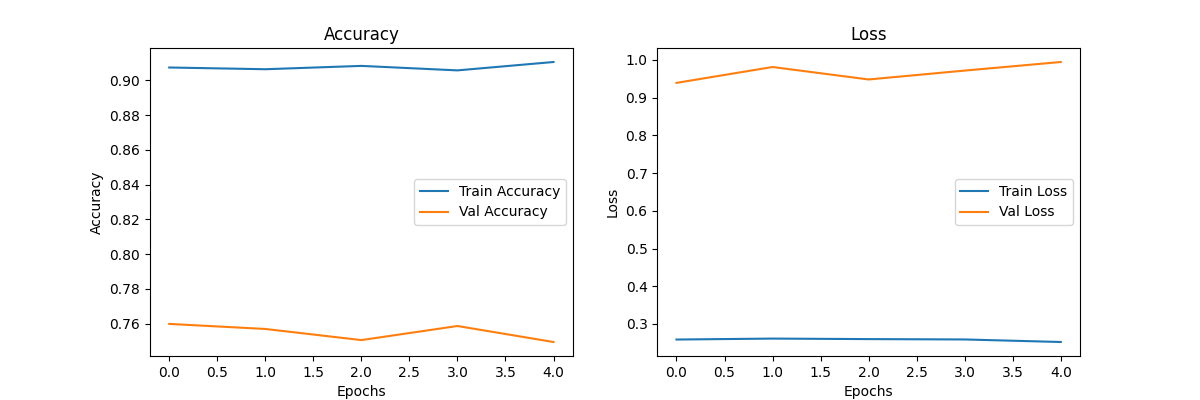 Accuracy
0.90
0.88
0.86
0.84
0.82
0.80
0.78
0.76
Accuracy
Train Accuracy
Val Accuracy
0.0 0.5 1.0 1.5 2.0 2.5 3.0 3.5 4.0
Epochs
Loss
1.0
0.9
0.8
0.7
0.6
0.5
0.4
0.3
Loss
Train Loss
Val Loss
0.0 0.5 1.0 1.5 2.0 2.5 3.0 3.5 4.0
Epochs